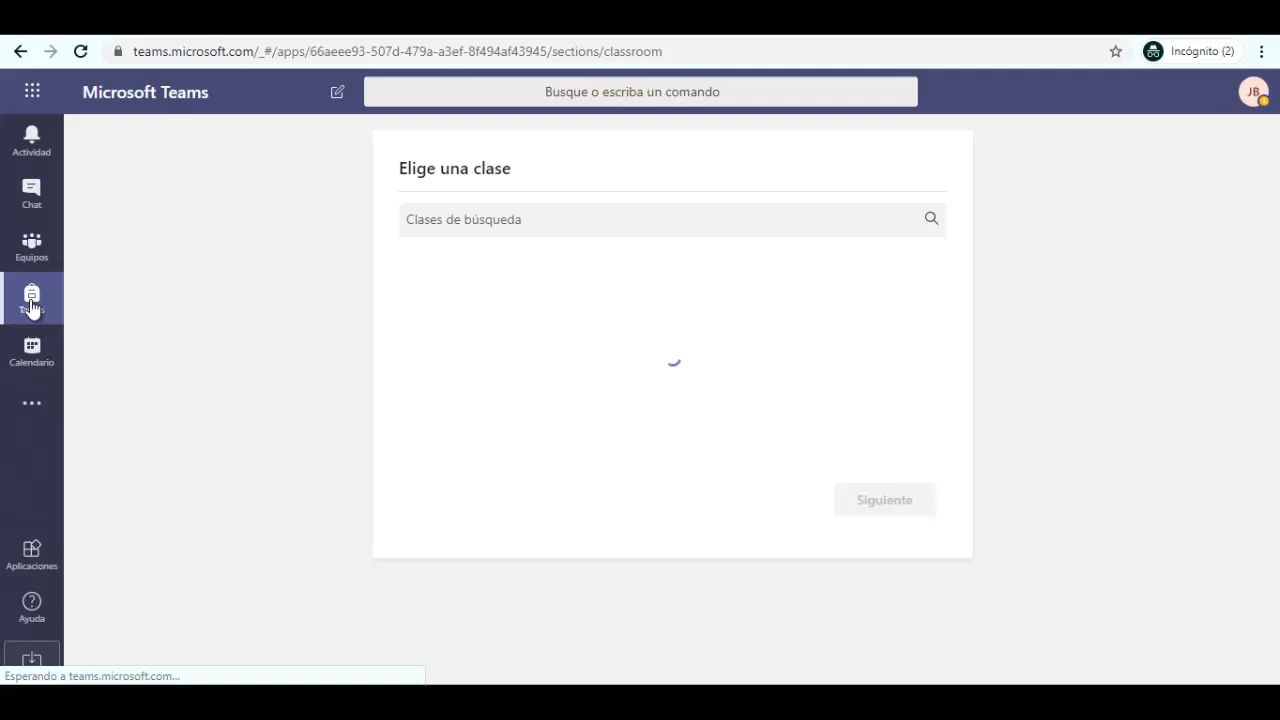 teams.microsoft.com/_#/apps/66aeee93-507d-479a-a3ef-8f494af43945/sections/classroom
Incógnito (2)
Microsoft Teams
Busque o escriba un comando
JB
Actividad
Chat
Equipos
Calendario
Aplicaciones
Ayuda
Elige una clase
Clases de búsqueda
Siguiente
Esperando a teams.microsoft.com...